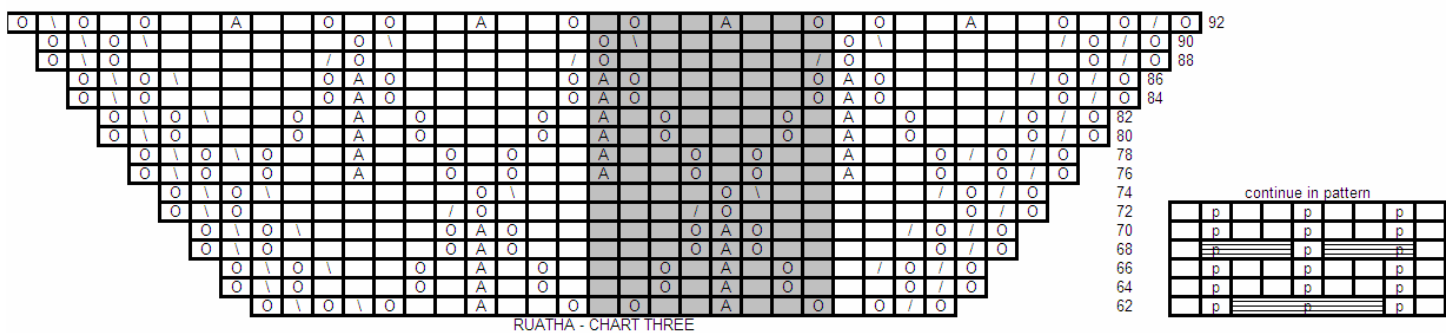 O \ O O A O O A O O A O O A O O / O 92
O \ O \ O \ O \ O \ / O / O 90
O \ O / O / O / O O / O 88
O \ O \ O A O O A O O A O / O / O 86
O \ O O A O O A O O A O O / O 84
O \ O \ O A O O A O O A O / O / O 82
O \ O O A O O A O O A O O / O 80
O \ O \ O A O O A O O A O / O / O 78
O \ O O A O O A O O A O O / O 76
O \ O \ O \ O \ / O / O 74
O \ O / O / O O / O 72
O \ O \ O A O O A O / O / O 70
O \ O O A O O A O O / O 68
O \ O \ O A O O A O / O / O 66
O \ O O A O O A O O / O 64
O \ O \ O A O O A O O / O 62
RUATHA - CHART THREE
continue in pattern
p p p
p p p
p p p
p p p
p p p
p p p